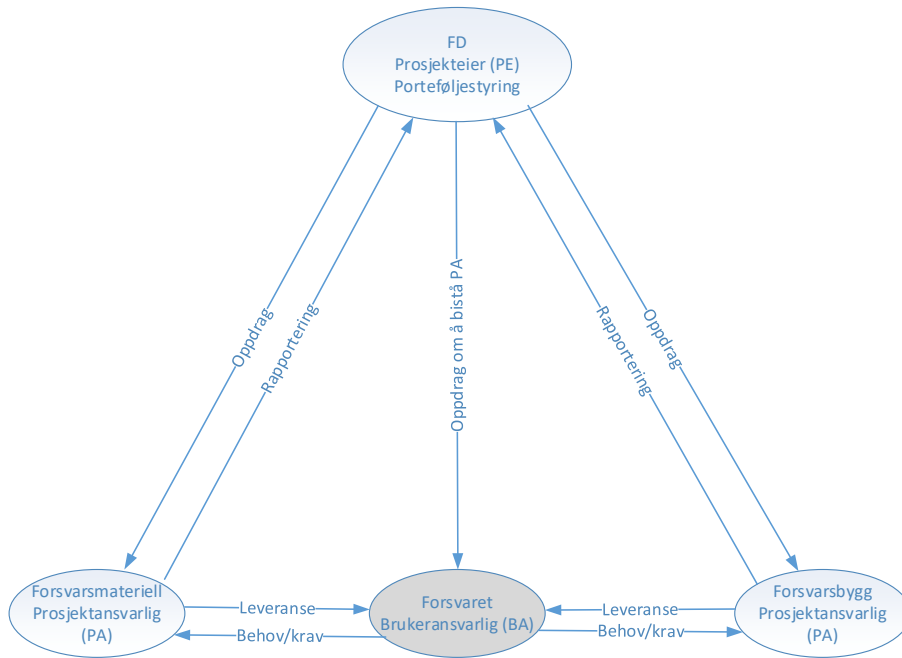 FD
Prosjekteier (PE)
Porteføljestyring
Oppdrag
Rapportering
Oppdrag om å bistå PA
Rapportering
Oppdrag
Forsvarsmateriell
Prosjektansvarlig
(PA)
Leveranse
Behov/krav
Forsvaret
Brukeransvarlig (BA)
Leveranse
Behov/krav
Forsvarsbygg
Prosjektansvarlig
(PA)